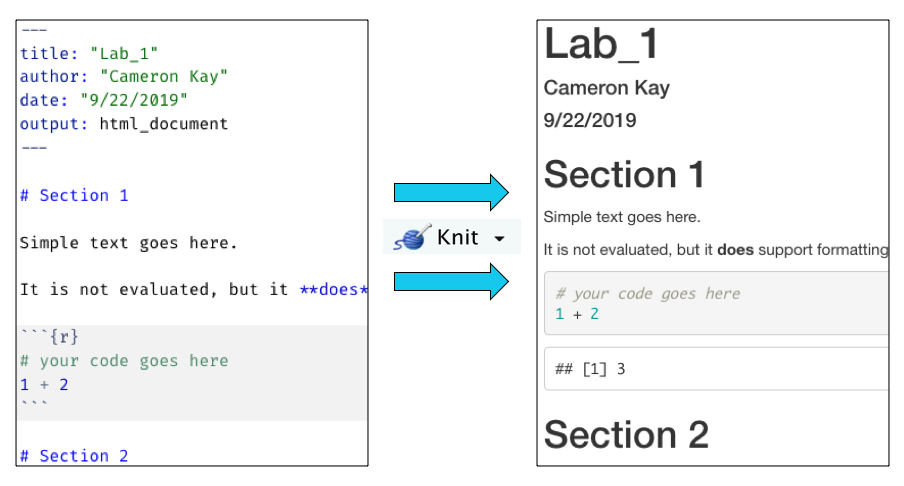 ---
title: "Lab_1"
author: "Cameron Kay"
date: "9/22/2019"
output: html_document
---
# Section 1
Simple text goes here.
It is not evaluated, but it **does*
```{r}
# your code goes here
1 + 2
```
# Section 2
Knit
Lab_1
Cameron Kay
9/22/2019
Section 1
Simple text goes here.
It is not evaluated, but it does support formatting
# your code goes here
1 + 2
## [1] 3
Section 2